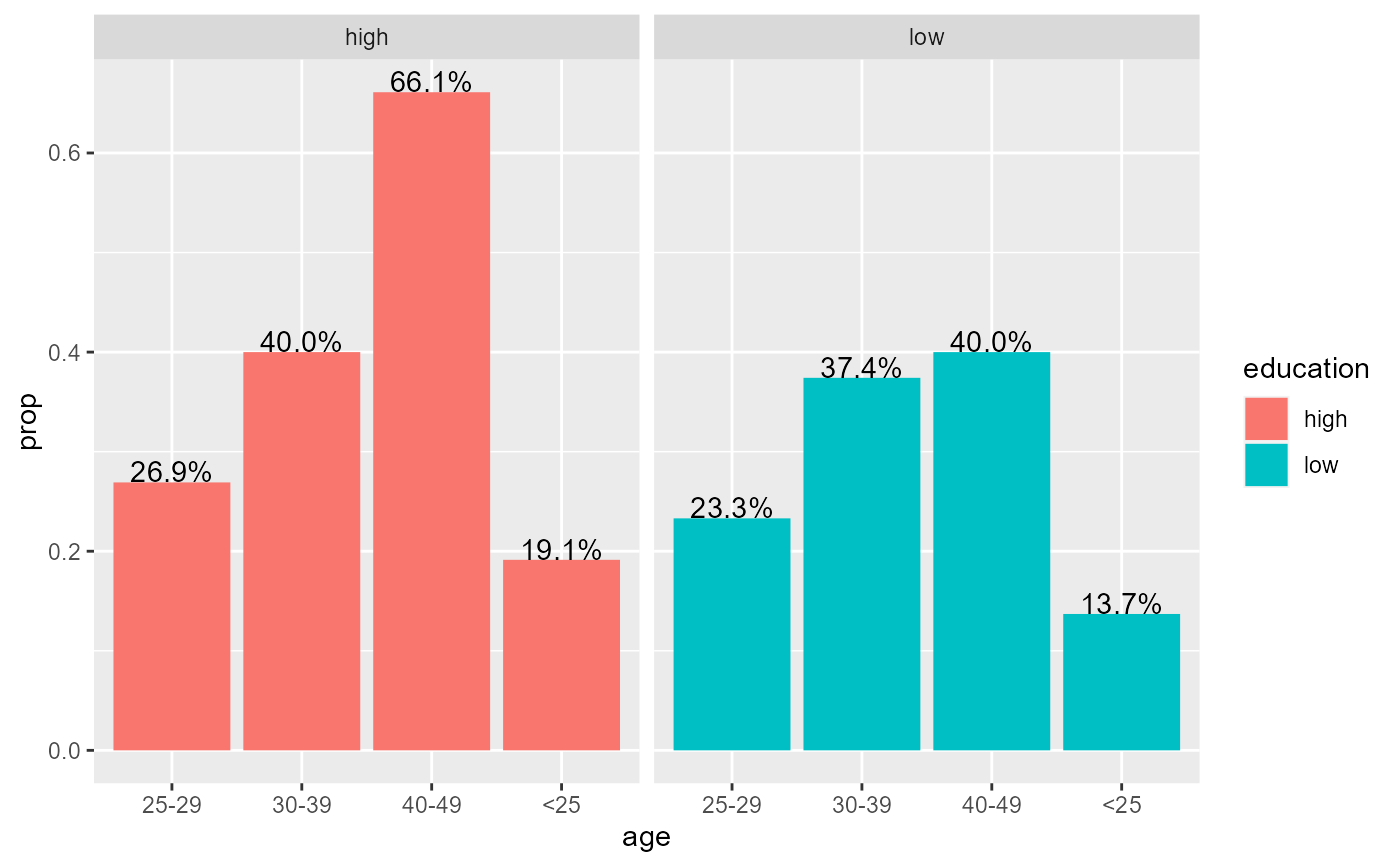 high
low
66.1%
40.0%
26.9%
19.1%
40.0%
37.4%
23.3%
13.7%
0.6
0.4
0.2
0.0
prop
25-29 30-39 40-49 <25
25-29 30-39 40-49 <25
age
education
high
low